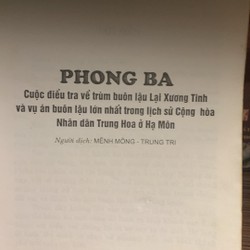 PHONG BA
Cuộc điều tra về trùm buôn lậu Lại Xương Tinh
và vụ án buôn lậu lớn nhất trong lịch sử Cộng hòa
Nhân dân Trung Hoa ở Hạ Môn
Người dịch: MỆNH MÔNG - TRUNG TRI